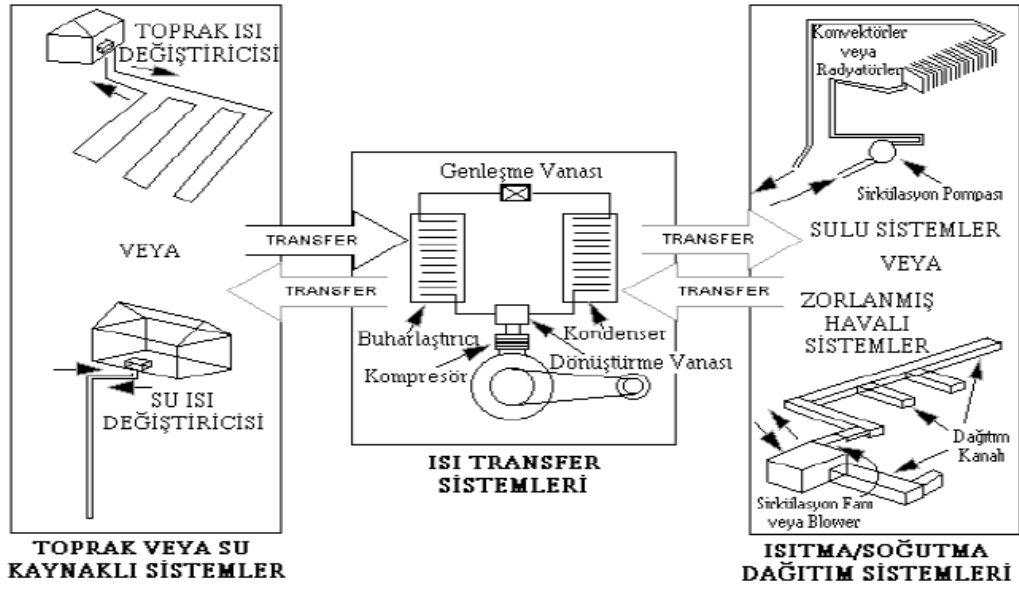 TOPRAK ISI
DEĞİŞTİRİCİSİ
VEYA
SU ISI
DEĞİŞTİRİCİSİ
TOPRAK VEYA SU
KAYNAKLI SİSTEMLER
TRANSFER
TRANSFER
Genleşme Vanası
Buharlaştırıcı
Kondenser
Kompresör
Dönüştürme Vanası
ISI TRANSFER
SİSTEMLERİ
TRANSFER
TRANSFER
Konvektörler
veya
Radyatörler
Sirkülasyon Pompası
SULU SİSTEMLER
VEYA
ZORLANMIŞ
HAVALI
SİSTEMLER
Dağıtım
Kanalı
Sirkülasyon Fanı
veya Blower
ISITMA/SOĞUTMA
DAĞITIM SİSTEMLERİ